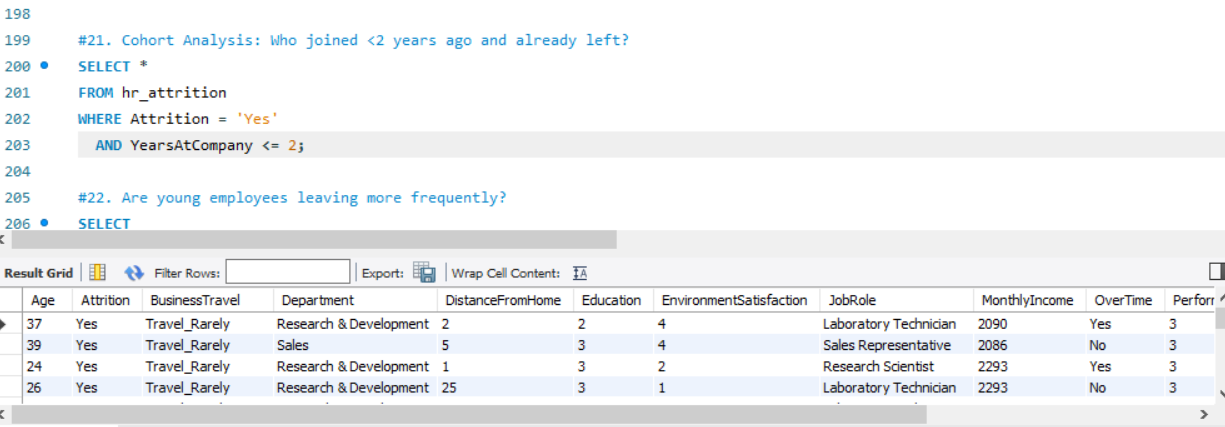 198
199 #21. Cohort Analysis: Who joined <2 years ago and already left?
200 SELECT *
201 FROM hr_attrition
202 WHERE Attrition = 'Yes'
203 AND YearsAtCompany <= 2;
204
205 #22. Are young employees leaving more frequently?
206 SELECT
Result Grid Filter Rows: Export: Wrap Cell Content: IA
Age Attrition BusinessTravel Department DistanceFromHome Education EnvironmentSatisfaction JobRole MonthlyIncome OverTime Perforr
37 Yes Travel_Rarely Research & Development 2 2 4 Laboratory Technician 2090 Yes 3
39 Yes Travel_Rarely Sales 5 3 4 Sales Representative 2086 No 3
24 Yes Travel_Rarely Research & Development 1 3 2 Research Scientist 2293 Yes 3
26 Yes Travel_Rarely Research & Development 25 3 1 Laboratory Technician 2293 No 3